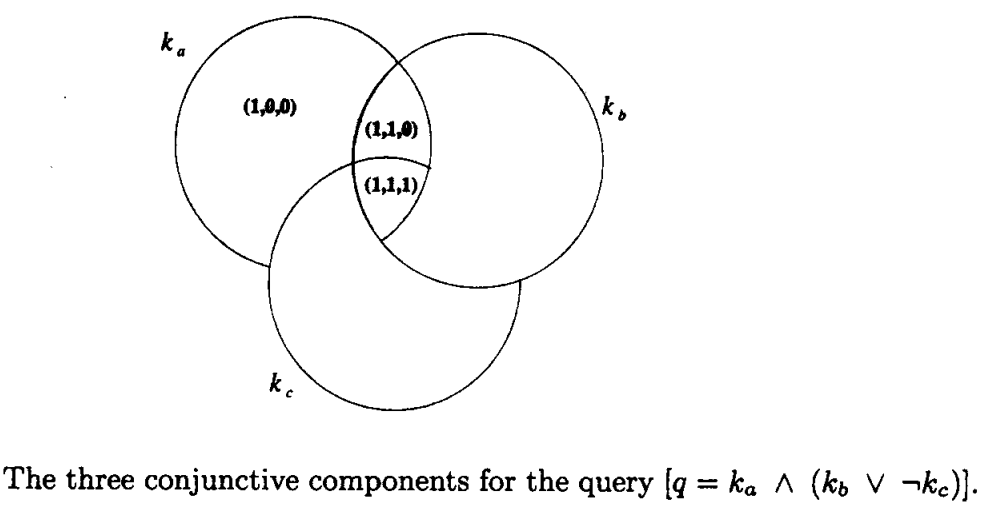 k_a
(1,0,0)
k_b
(1,1,0)
(1,1,1)
k_c
The three conjunctive components for the query [q = k_a ∧ (k_b ∨ ¬k_c)].